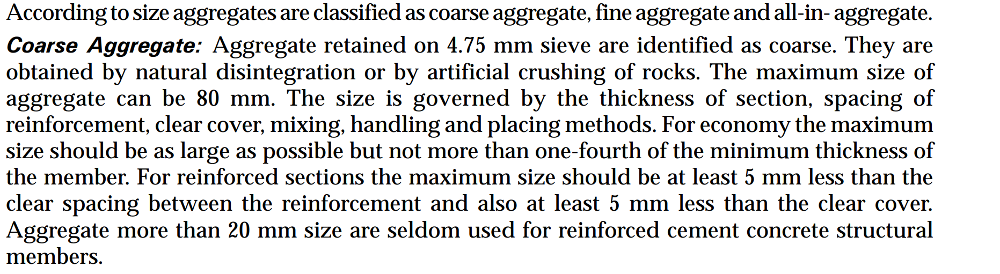 According to size aggregates are classified as coarse aggregate, fine aggregate and all-in- aggregate.
Coarse Aggregate: Aggregate retained on 4.75 mm sieve are identified as coarse. They are
obtained by natural disintegration or by artificial crushing of rocks. The maximum size of
aggregate can be 80 mm. The size is governed by the thickness of section, spacing of
reinforcement, clear cover, mixing, handling and placing methods. For economy the maximum
size should be as large as possible but not more than one-fourth of the minimum thickness of
the member. For reinforced sections the maximum size should be at least 5 mm less than the
clear spacing between the reinforcement and also at least 5 mm less than the clear cover.
Aggregate more than 20 mm size are seldom used for reinforced cement concrete structural
members.